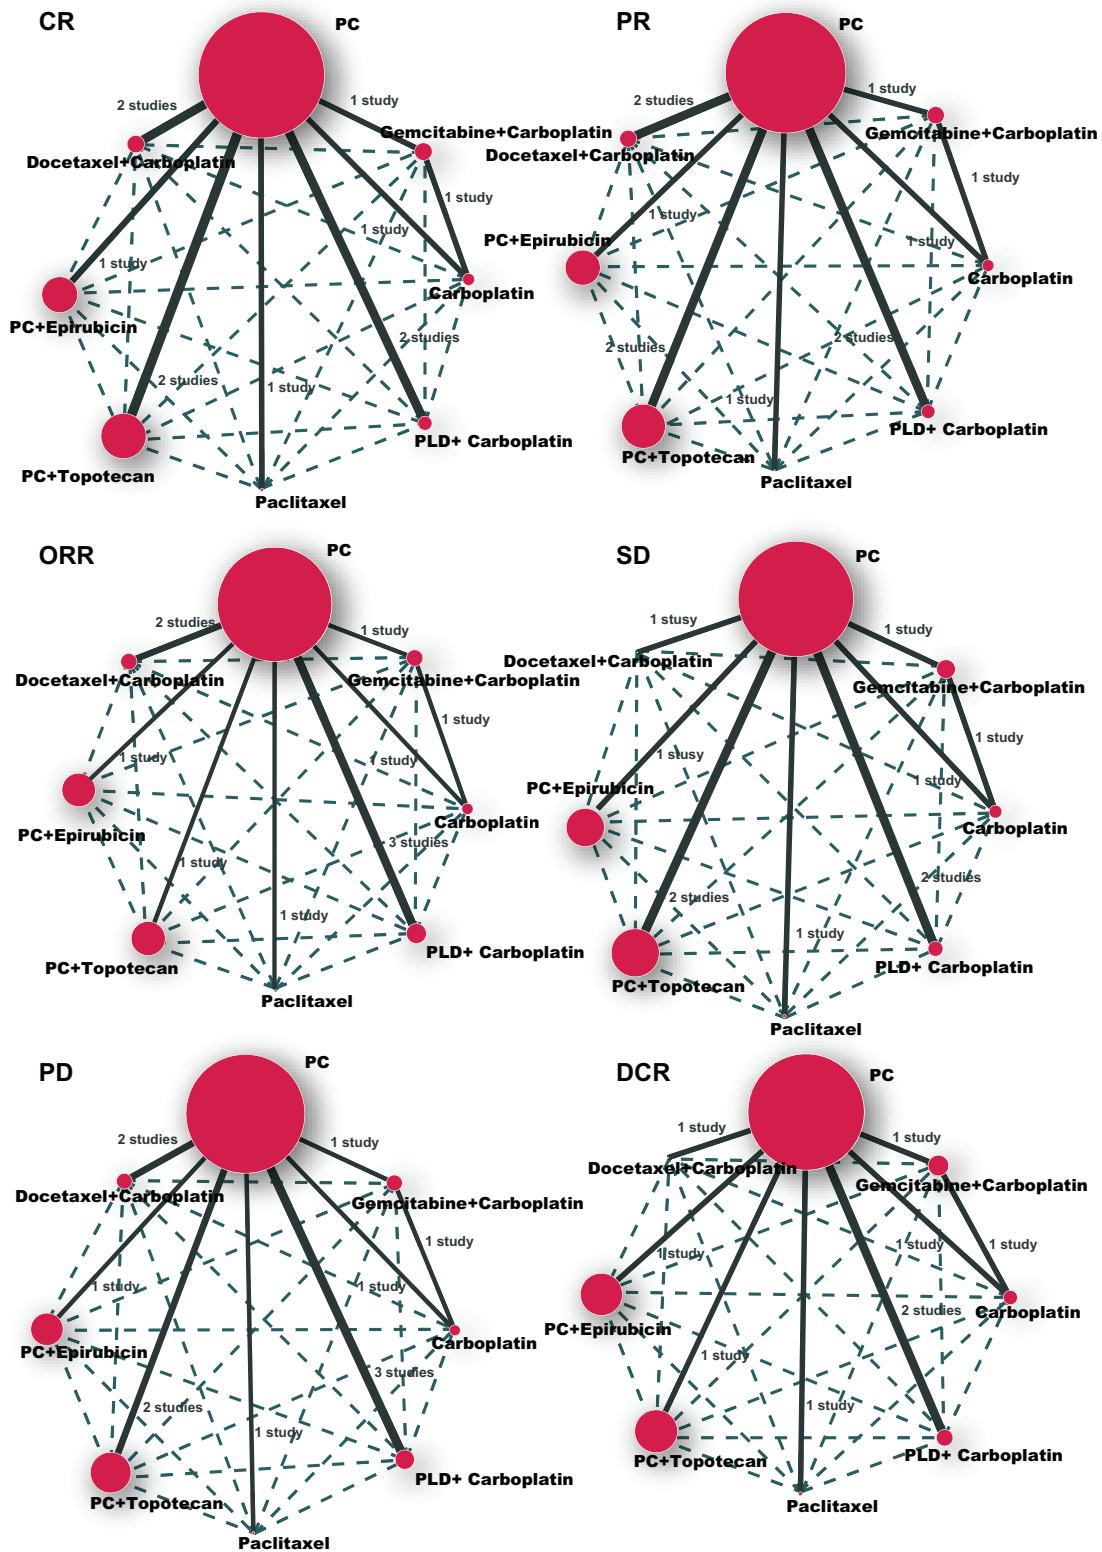 CR
PC
2 studies
1 study
Gemcitabine+Carboplatin
Docetaxel+Carboplatin
1 study
1 study
1 study
Carboplatin
PC+Epirubicin
2 studies
2 studies
1 study
PLD+ Carboplatin
PC+Topotecan
Paclitaxel
PR
PC
2 studies
1 study
Gemcitabine+Carboplatin
Docetaxel+Carboplatin
1 study
1 study
PC+Epirubicin
1 study
Carboplatin
2 studies
2 studies
1 study
PLD+ Carboplatin
PC+Topotecan
Paclitaxel
ORR
PC
2 studies
1 study
Docetaxel+Carboplatin
Gemcitabine+Carboplatin
1 study
1 study
1 study
Carboplatin
PC+Epirubicin
3 studies
1 study
1 study
PLD+ Carboplatin
PC+Topotecan
Paclitaxel
SD
PC
1 stusy
1 study
Docetaxel+Carboplatin
Gemcitabine+Carboplatin
1 study
1 stusy
1 study
PC+Epirubicin
Carboplatin
2 studies
2 studies
1 study
PLD+ Carboplatin
PC+Topotecan
Paclitaxel
PD
PC
2 studies
1 study
Docetaxel+Carboplatin
Gemcitabine+Carboplatin
1 study
1 study
1 study
Carboplatin
PC+Epirubicin
3 studies
2 studies
1 study
PLD+ Carboplatin
PC+Topotecan
Paclitaxel
DCR
PC
1 study
1 study
Docetaxel+Carboplatin
Gemcitabine+Carboplatin
1 study
1 study
1 study
2 studies
Carboplatin
PC+Epirubicin
1 study
1 study
PLD+ Carboplatin
PC+Topotecan
Paclitaxel